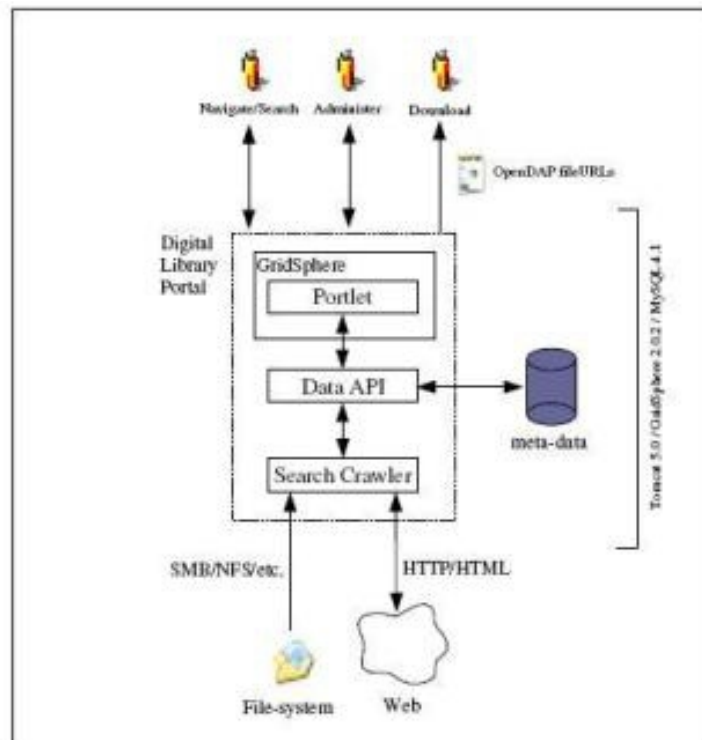 Navigate/Search
Administer
Download
OpenDAP fileURLs
Digital
Library
Portal
GridSphere
Portlet
Data API
meta-data
Search Crawler
Tomcat 5.0 / GridSphere 2.0.2 / MySQL 4.1
SMB/NFS/etc.
HTTP/HTML
File-system
Web